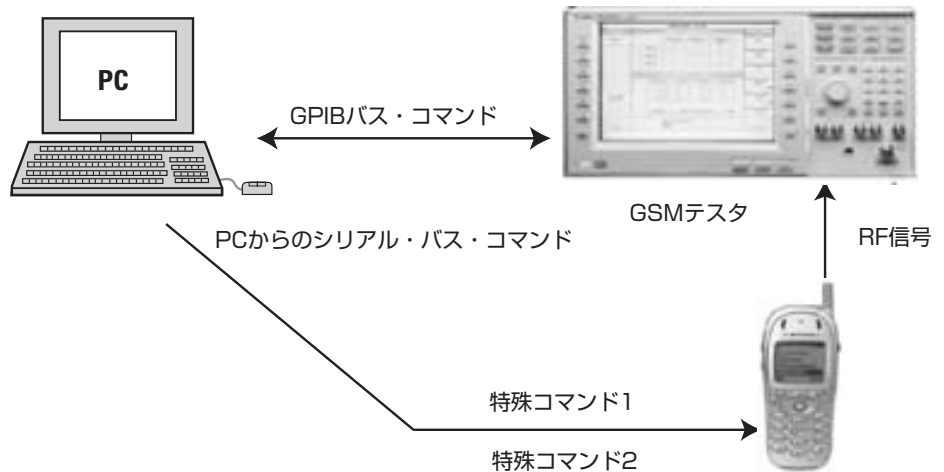 PC
GPIBバス・コマンド
GSMテスタ
PCからのシリアル・バス・コマンド
RF信号
特殊コマンド1
特殊コマンド2